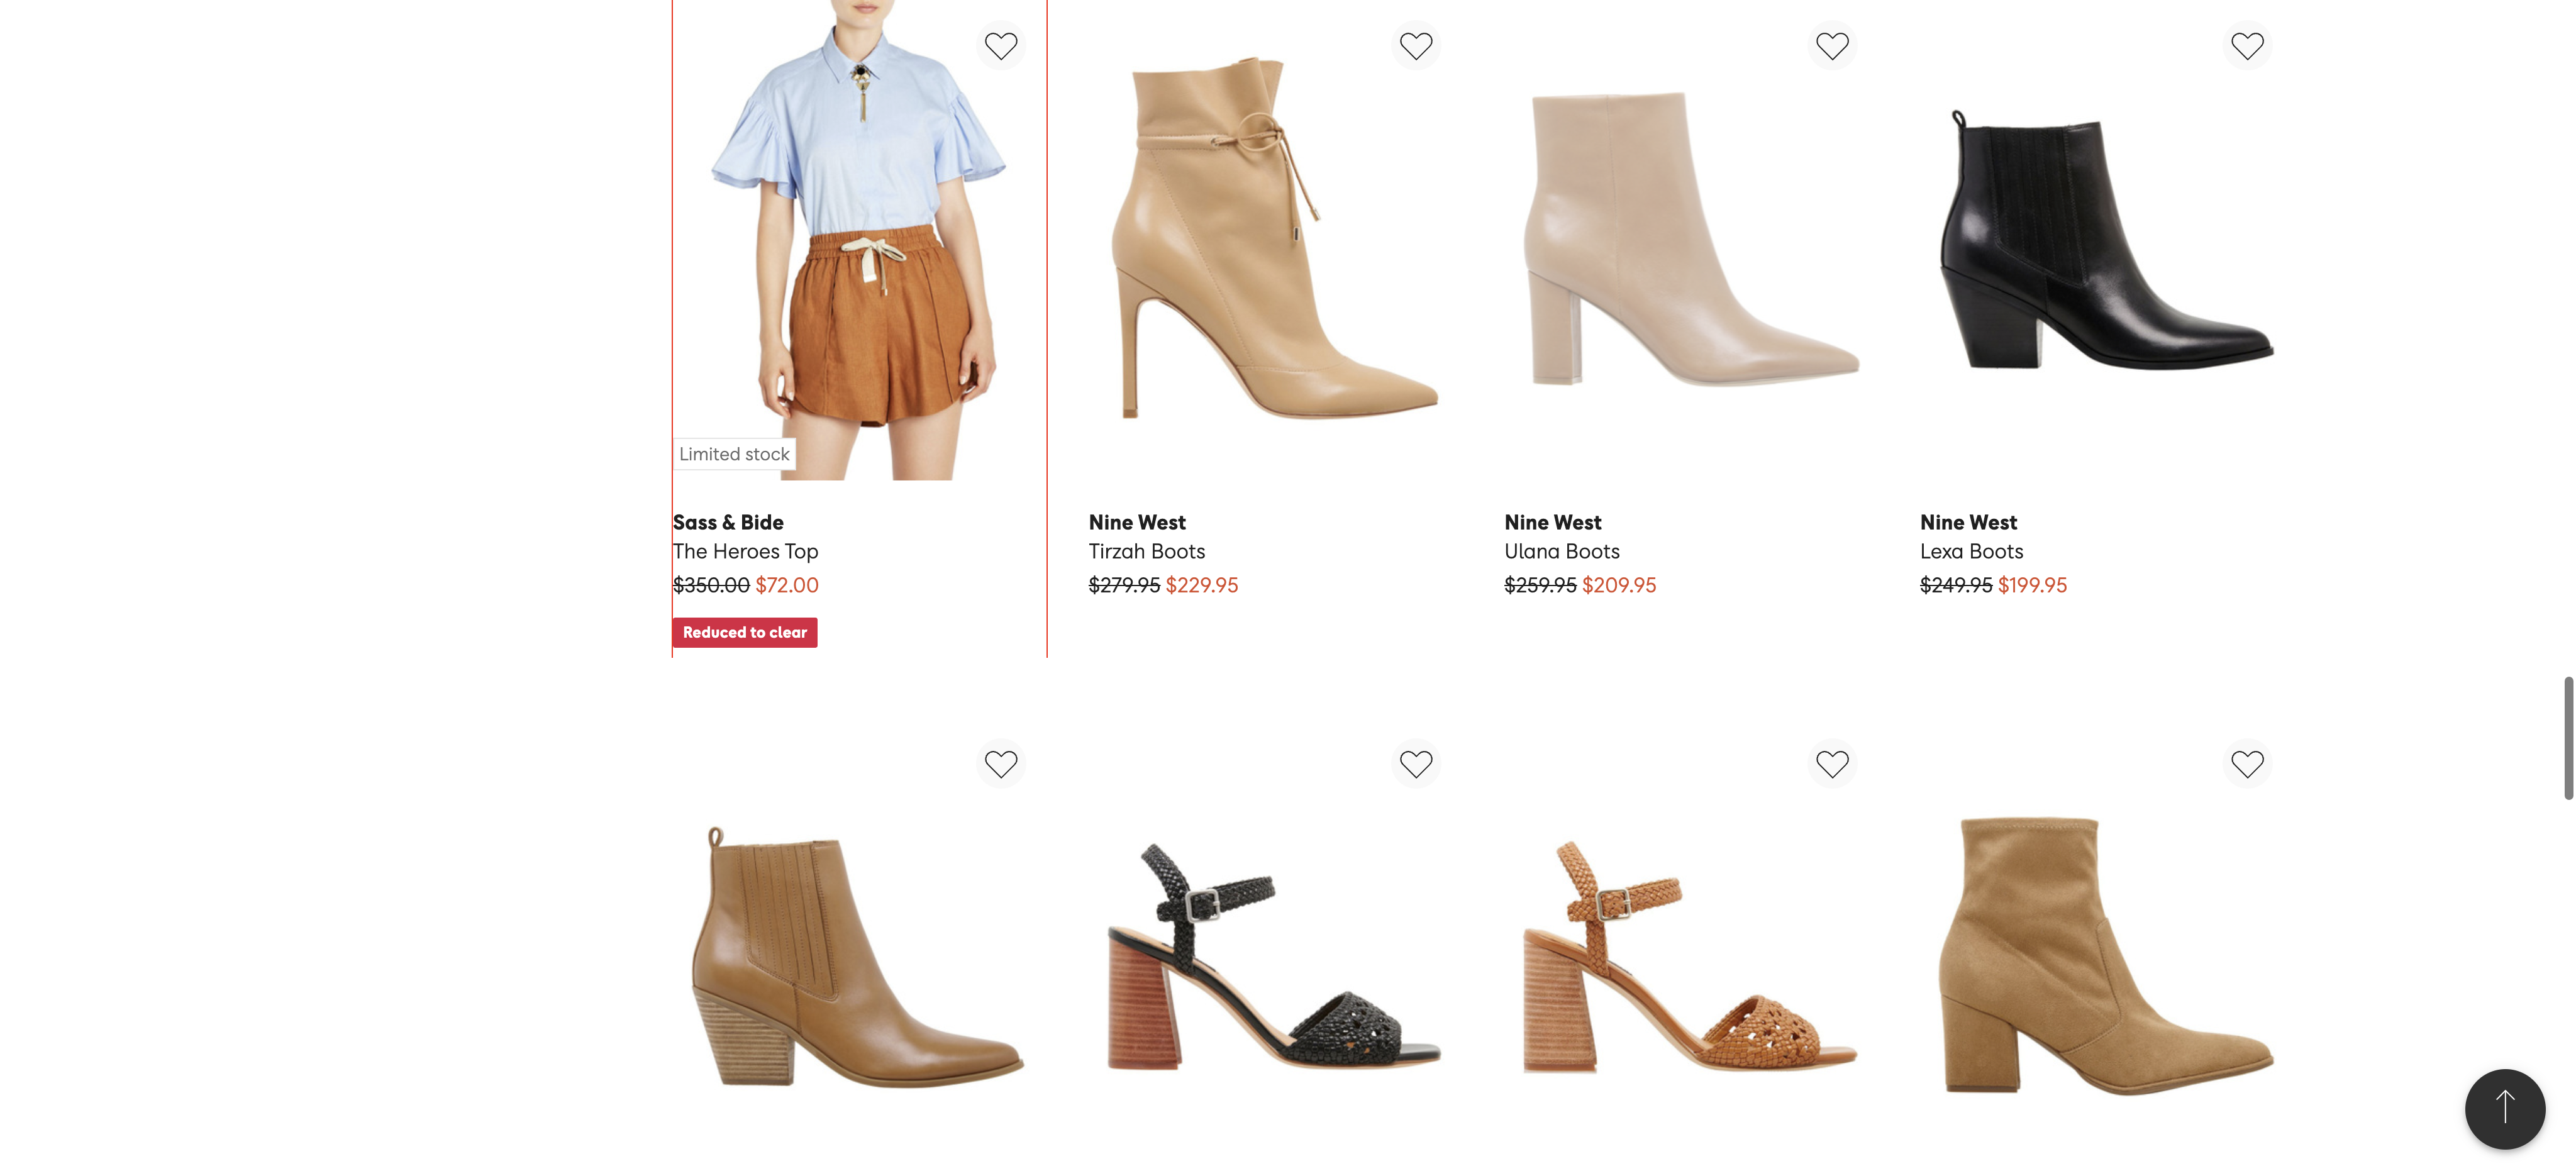 Limited stock
Sass & Bide
The Heroes Top
$350.00 $72.00
Reduced to clear
Nine West
Tirzah Boots
$279.95 $229.95
Nine West
Ulana Boots
$259.95 $209.95
Nine West
Lexa Boots
$249.95 $199.95